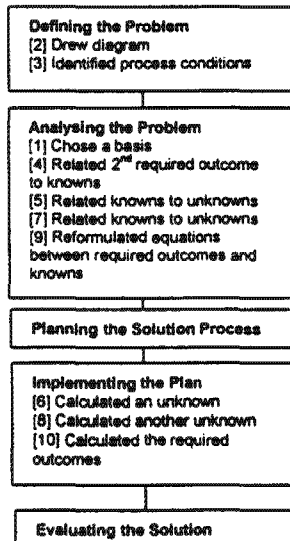 Defining the Problem
[2] Drew diagram
[3] Identified process conditions
Analysing the Problem
[1] Chose a basis
[4] Related 2nd required outcome
to knowns
[5] Related knowns to unknowns
[7] Related knowns to unknowns
[9] Reformulated equations
between required outcomes and
knowns
Planning the Solution Process
Implementing the Plan
[6] Calculated an unknown
[8] Calculated another unknown
[10] Calculated the required
outcomes
Evaluating the Solution